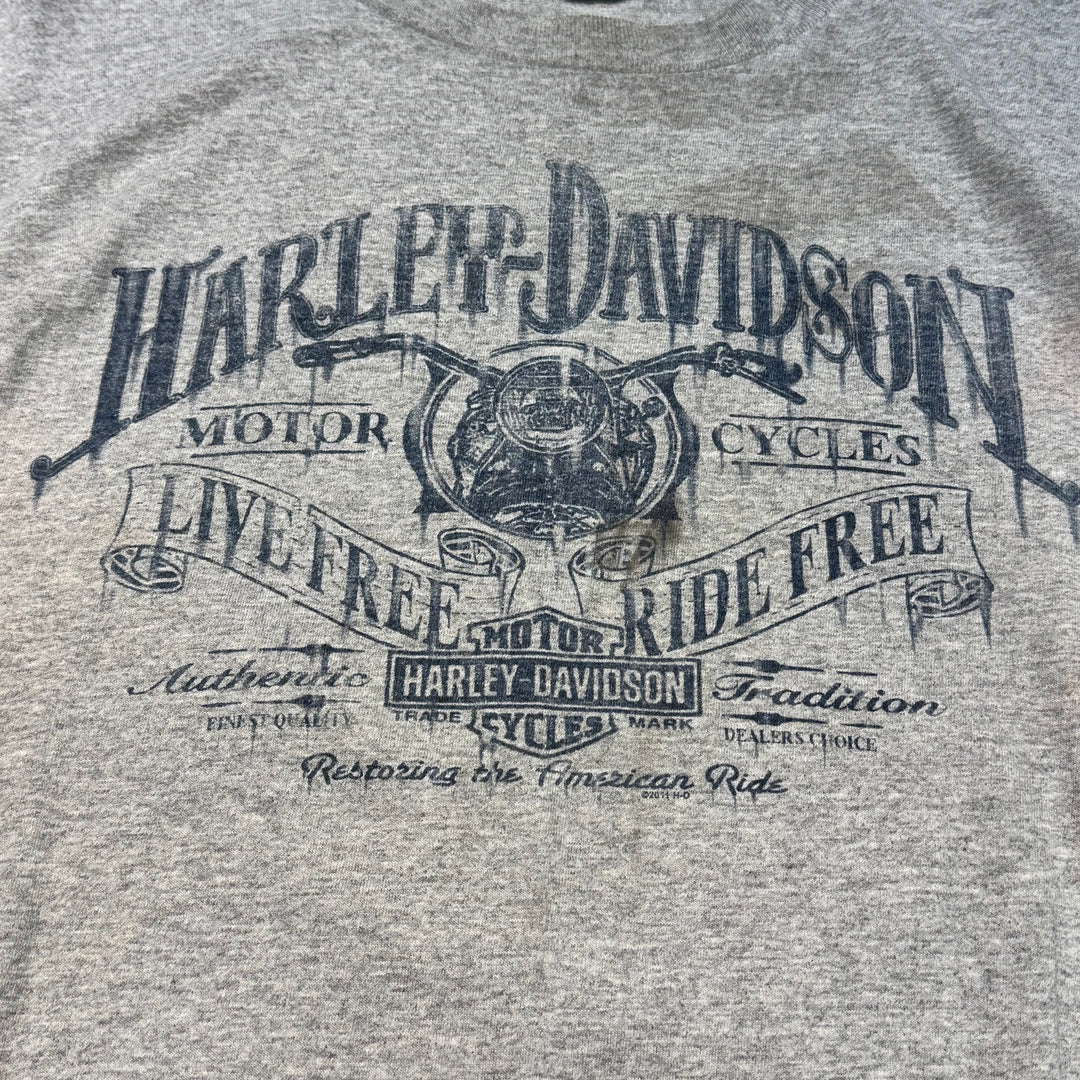 HARLEY-DAVIDSON
MOTOR CYCLES
LIVE FREE RIDE FREE
MOTOR
HARLEY-DAVIDSON
CYCLES
TRADE MARK
Authentic Tradition
FINEST QUALITY DEALERS CHOICE
Restoring the American Ride
©2011 H-D